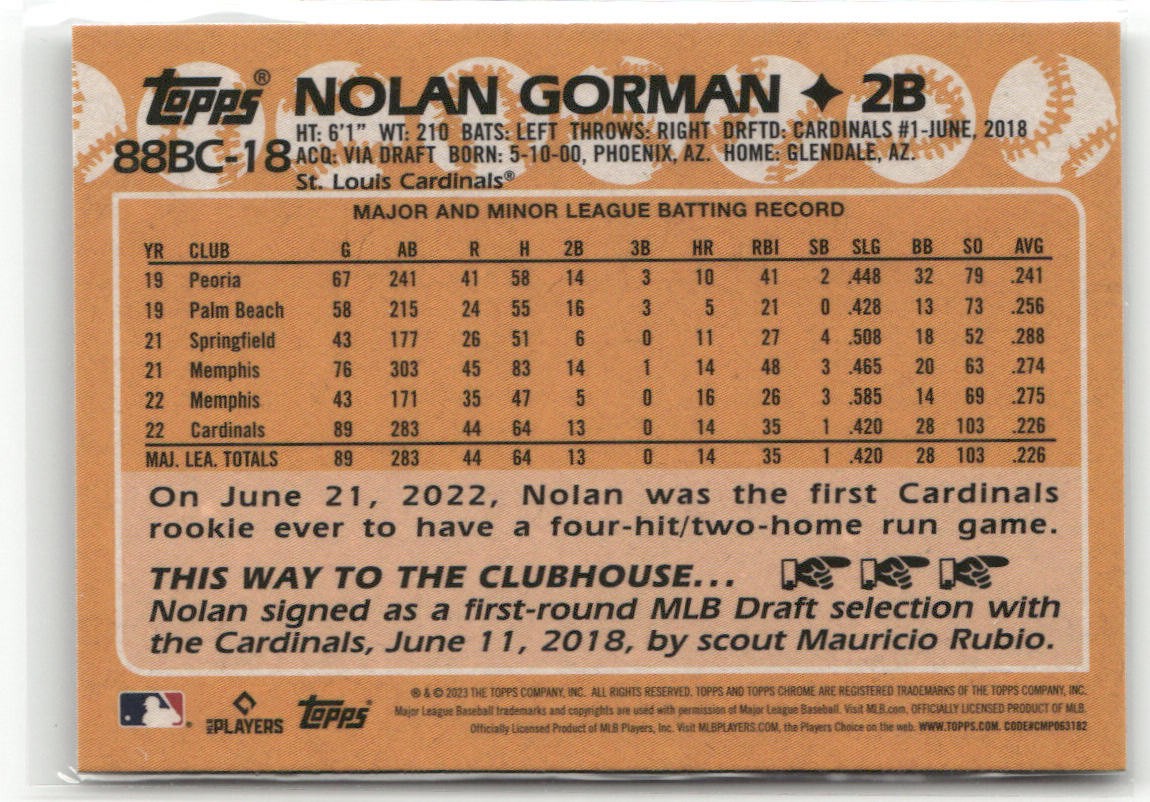 Topps® NOLAN GORMAN ✦ 2B
HT: 6'1" WT: 210 BATS: LEFT THROWS: RIGHT DRFTD: CARDINALS #1-JUNE, 2018
88BC-18 ACQ: VIA DRAFT BORN: 5-10-00, PHOENIX, AZ. HOME: GLENDALE, AZ.
St. Louis Cardinals®
MAJOR AND MINOR LEAGUE BATTING RECORD
YR CLUB G AB R H 2B 3B HR RBI SB SLG BB SO AVG
19 Peoria 67 241 41 58 14 3 10 41 2 .448 32 79 .241
19 Palm Beach 58 215 24 55 16 3 5 21 0 .428 13 73 .256
21 Springfield 43 177 26 51 6 0 11 27 4 .508 18 52 .288
21 Memphis 76 303 45 83 14 1 14 48 3 .465 20 63 .274
22 Memphis 43 171 35 47 5 0 16 26 3 .585 14 69 .275
22 Cardinals 89 283 44 64 13 0 14 35 1 .420 28 103 .226
MAJ. LEA. TOTALS 89 283 44 64 13 0 14 35 1 .420 28 103 .226
On June 21, 2022, Nolan was the first Cardinals
rookie ever to have a four-hit/two-home run game.
THIS WAY TO THE CLUBHOUSE...
Nolan signed as a first-round MLB Draft selection with
the Cardinals, June 11, 2018, by scout Mauricio Rubio.
® & © 2023 THE TOPPS COMPANY, INC. ALL RIGHTS RESERVED. TOPPS AND TOPPS CHROME ARE REGISTERED TRADEMARKS OF THE TOPPS COMPANY, INC.
MLB PLAYERS Topps® Major League Baseball trademarks and copyrights are used with permission of Major League Baseball. Visit MLB.com. OFFICIALLY LICENSED PRODUCT OF MLB.
Officially Licensed Product of MLB Players, Inc. Visit MLBPLAYERS.COM, the Players Choice on the web. WWW.TOPPS.COM. CODE#CMP063182